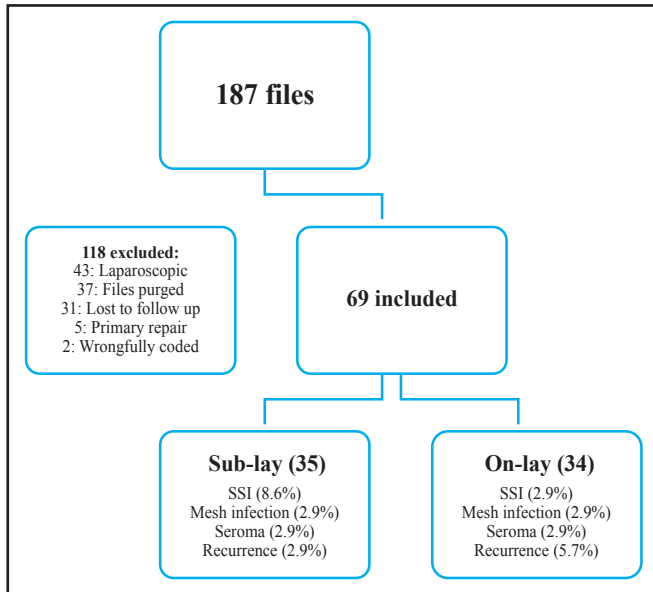 187 files
118 excluded:
43: Laparoscopic
37: Files purged
31: Lost to follow up
5: Primary repair
2: Wrongfully coded
69 included
Sub-lay (35)
SSI (8.6%)
Mesh infection (2.9%)
Seroma (2.9%)
Recurrence (2.9%)
On-lay (34)
SSI (2.9%)
Mesh infection (2.9%)
Seroma (2.9%)
Recurrence (5.7%)